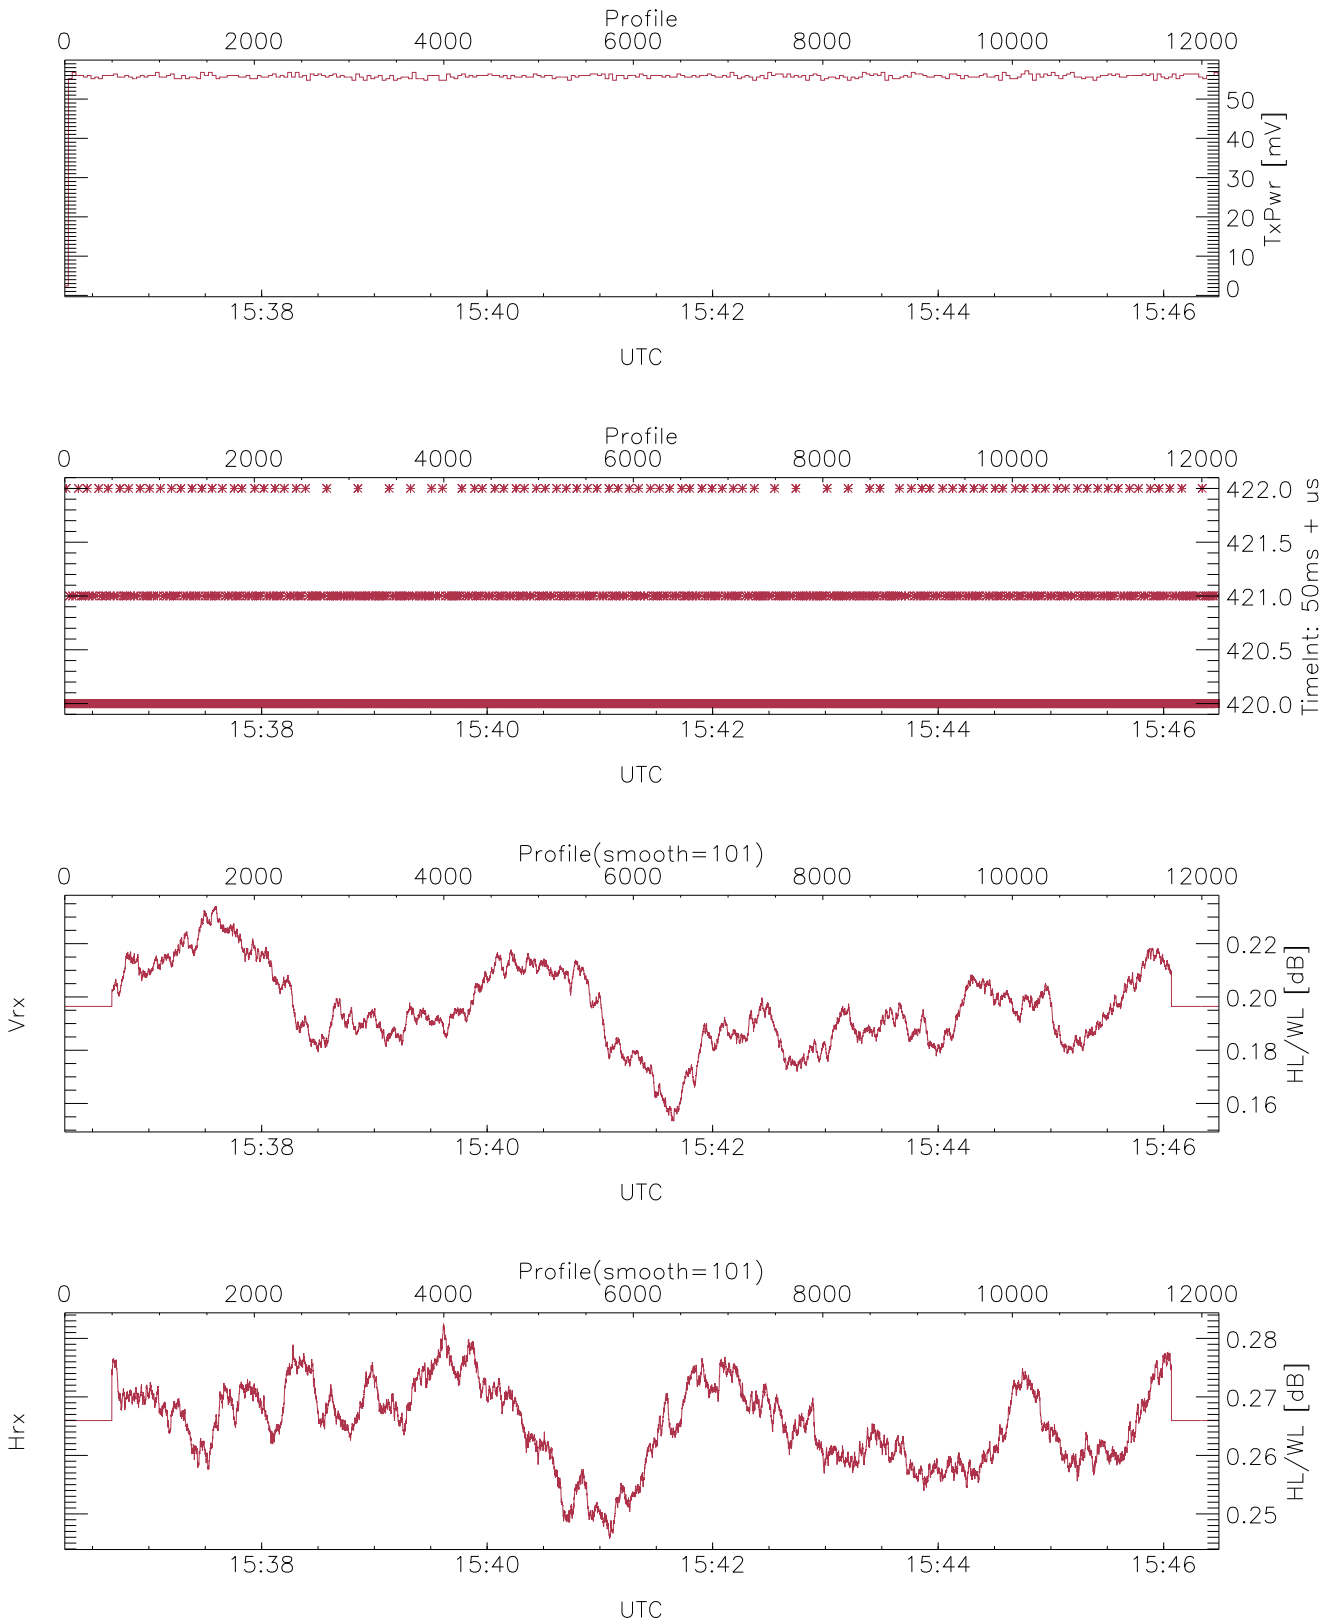 Profile
0 2000 4000 6000 8000 10000 12000
50
40
30
20
10
0
TxPwr [mV]
15:38 15:40 15:42 15:44 15:46
UTC
Profile
0 2000 4000 6000 8000 10000 12000
422.0
421.5
421.0
420.5
420.0
TimeInt: 50ms + us
15:38 15:40 15:42 15:44 15:46
UTC
Profile(smooth=101)
0 2000 4000 6000 8000 10000 12000
Vrx
0.22
0.20
0.18
0.16
HL/WL [dB]
15:38 15:40 15:42 15:44 15:46
UTC
Profile(smooth=101)
0 2000 4000 6000 8000 10000 12000
Hrx
0.28
0.27
0.26
0.25
HL/WL [dB]
15:38 15:40 15:42 15:44 15:46
UTC